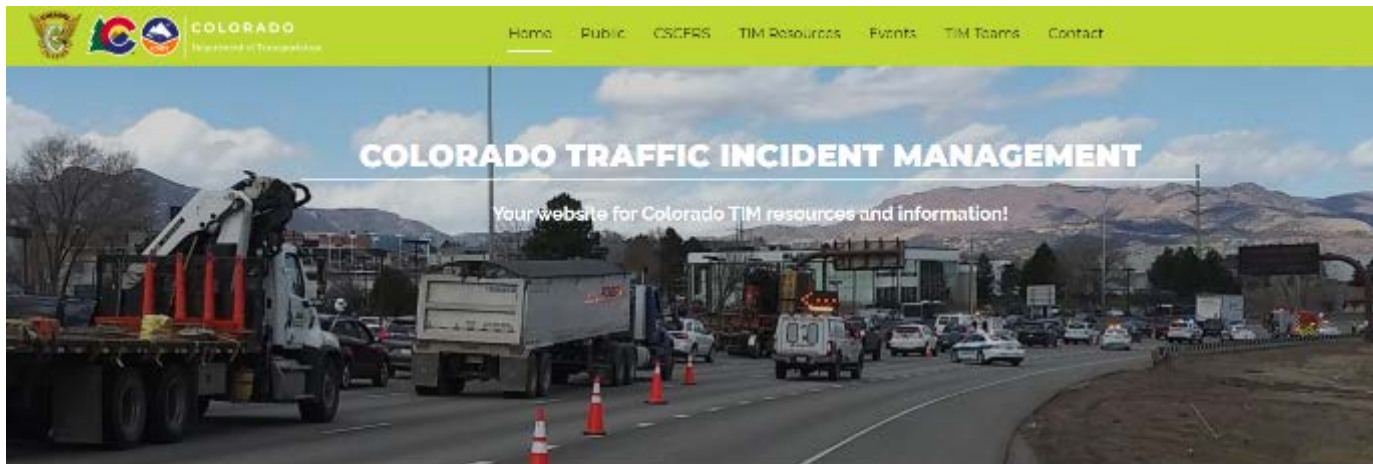 COLORADO
Department of Transportation
Home Public CSCERS TIM Resources Events TIM Teams Contact
COLORADO TRAFFIC INCIDENT MANAGEMENT
Your website for Colorado TIM resources and information!